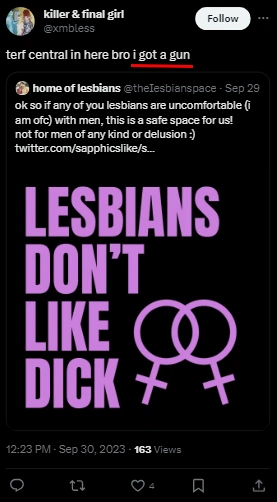 killer & final girl
@xmbless
Follow
terf central in here bro i got a gun
home of lesbians @thelesbianspace · Sep 29
ok so if any of you lesbians are uncomfortable (i
am ofc) with men, this is a safe space for us!
not for men of any kind or delusion :)
twitter.com/sapphicslike/s...
LESBIANS
DON'T
LIKE
DICK
12:23 PM · Sep 30, 2023 · 163 Views
4